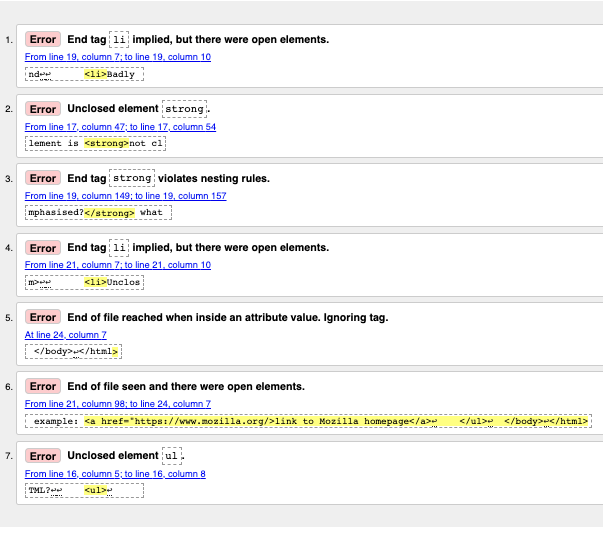 1. Error End tag li implied, but there were open elements.
From line 19, column 7; to line 19, column 10
nd↩↩      <li>Badly
2. Error Unclosed element strong.
From line 17, column 47; to line 17, column 54
lement is <strong>not cl
3. Error End tag strong violates nesting rules.
From line 19, column 149; to line 19, column 157
mphasised?</strong> what
4. Error End tag li implied, but there were open elements.
From line 21, column 7; to line 21, column 10
m>↩↩      <li>Unclos
5. Error End of file reached when inside an attribute value. Ignoring tag.
At line 24, column 7
</body>↩</html>
6. Error End of file seen and there were open elements.
From line 21, column 98; to line 24, column 7
example: <a href="https://www.mozilla.org/>link to Mozilla homepage</a>↩    </ul>↩  </body>↩</html>
7. Error Unclosed element ul.
From line 16, column 5; to line 16, column 8
TML?↩↩    <ul>↩